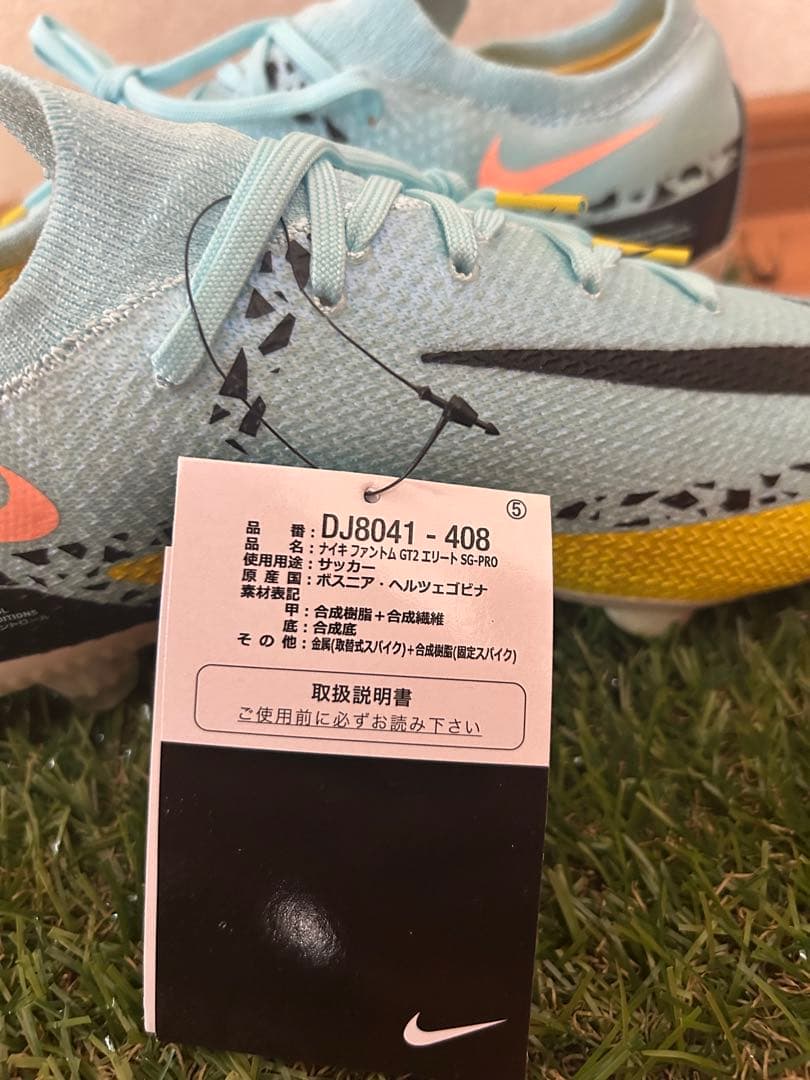 ⑤
品 番：DJ8041 - 408
品 名：ナイキ ファントム GT2 エリート SG-PRO
使用用途：サッカー
原 産 国：ボスニア・ヘルツェゴビナ
素材表記
甲：合成樹脂＋合成繊維
底：合成底
そ の 他：金属(取替式スパイク)+合成樹脂(固定スパイク)
取扱説明書
ご使用前に必ずお読み下さい